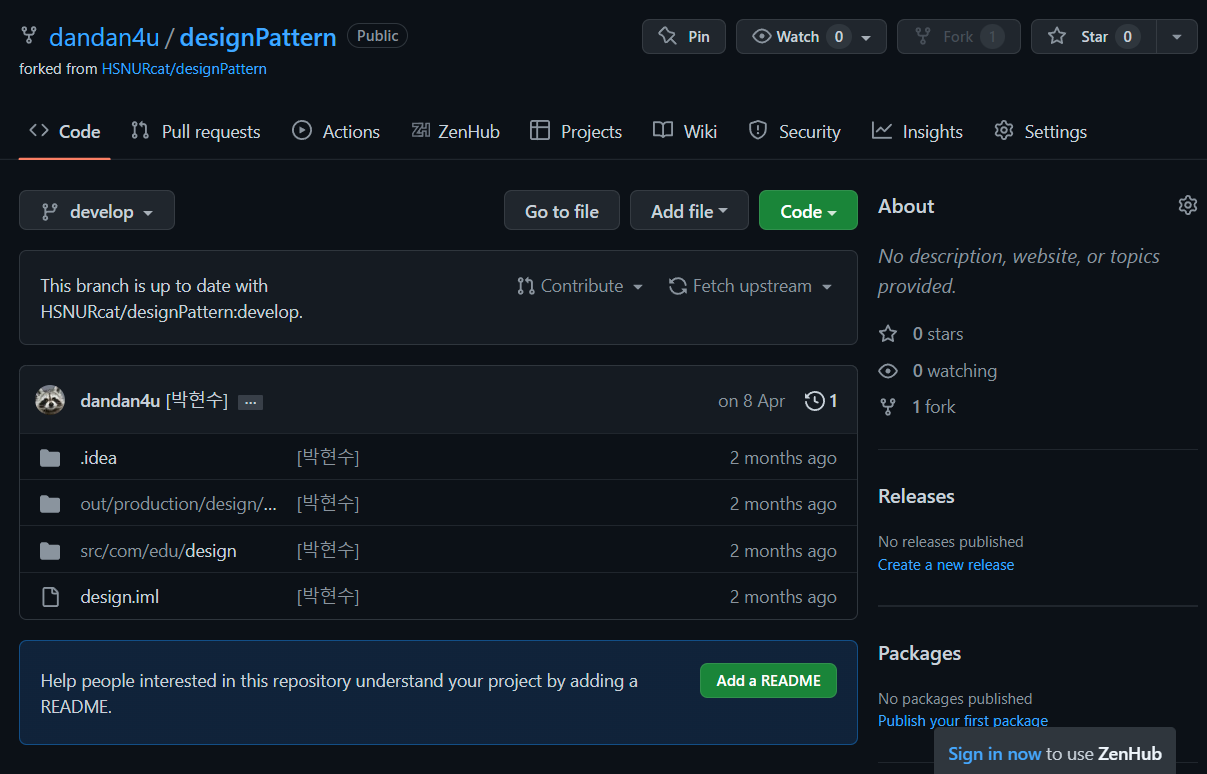 dandan4u / designPattern Public
Pin Watch 0 Fork 1 Star 0
forked from HSNURcat/designPattern
Code Pull requests Actions ZenHub Projects Wiki Security Insights Settings
develop Go to file Add file Code
This branch is up to date with
HSNURcat/designPattern:develop.
Contribute Fetch upstream
dandan4u [박현수] ... on 8 Apr 1
.idea [박현수] 2 months ago
out/production/design/... [박현수] 2 months ago
src/com/edu/design [박현수] 2 months ago
design.iml [박현수] 2 months ago
Help people interested in this repository understand your project by adding a
README.
Add a README
About
No description, website, or topics
provided.
0 stars
0 watching
1 fork
Releases
No releases published
Create a new release
Packages
No packages published
Publish your first package
Sign in now to use ZenHub